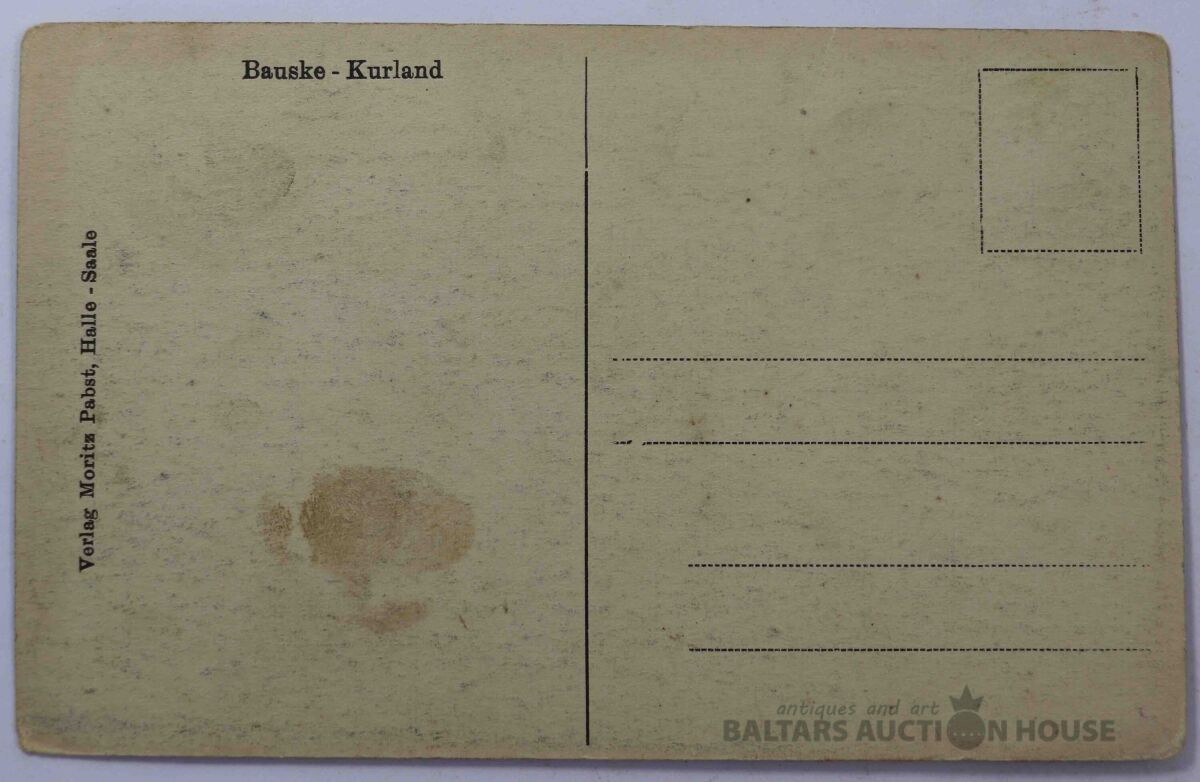 Bauske - Kurland
Verlag Moritz Pabst, Halle - Saale
antiques and art
BALTARS AUCTION HOUSE